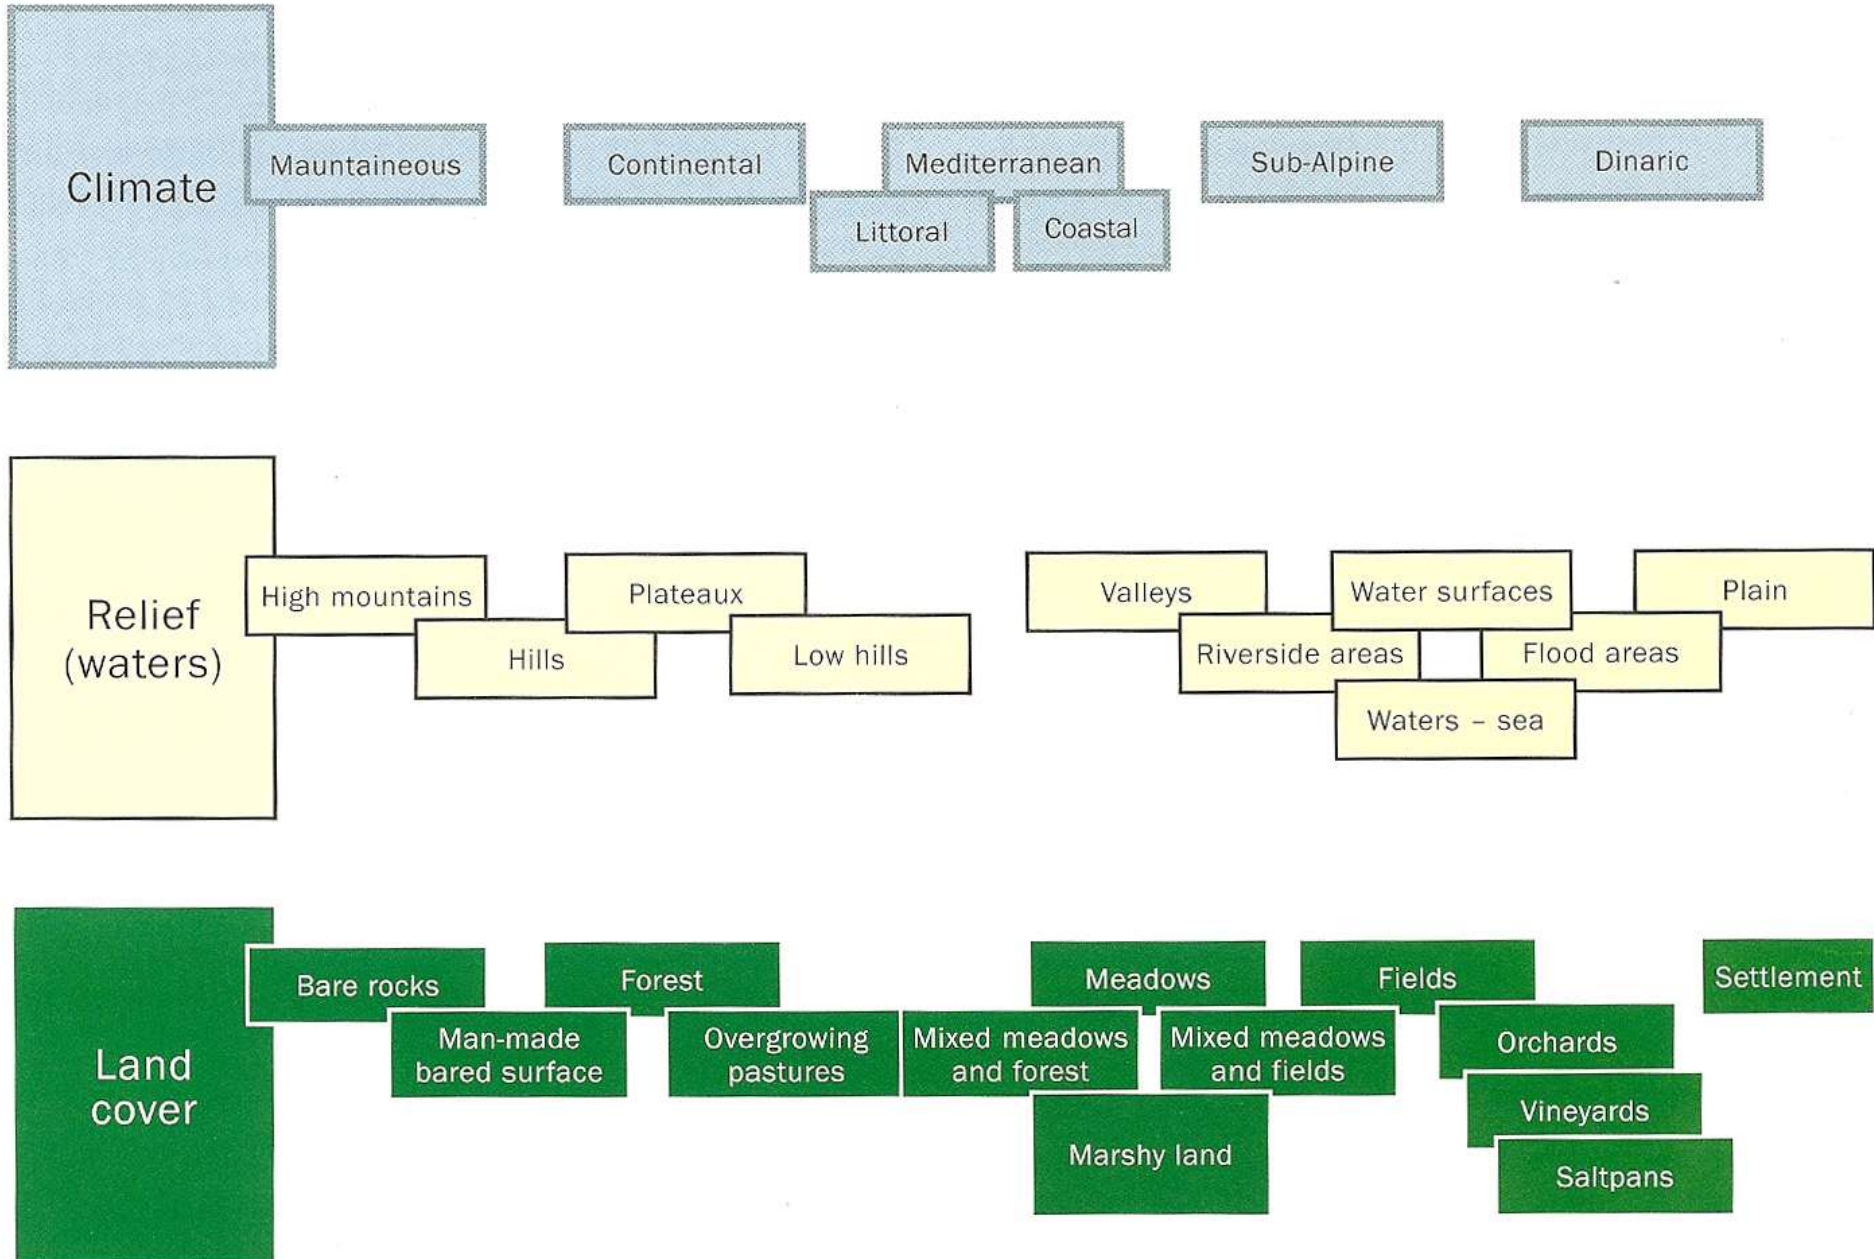 Climate
Mauntaineous
Continental
Mediterranean
Sub-Alpine
Dinaric
Littoral
Coastal
Relief
(waters)
High mountains
Plateaux
Valleys
Water surfaces
Plain
Hills
Low hills
Riverside areas
Flood areas
Waters – sea
Land
cover
Bare rocks
Forest
Meadows
Fields
Settlement
Man-made
bared surface
Overgrowing
pastures
Mixed meadows
and forest
Mixed meadows
and fields
Orchards
Vineyards
Marshy land
Saltpans